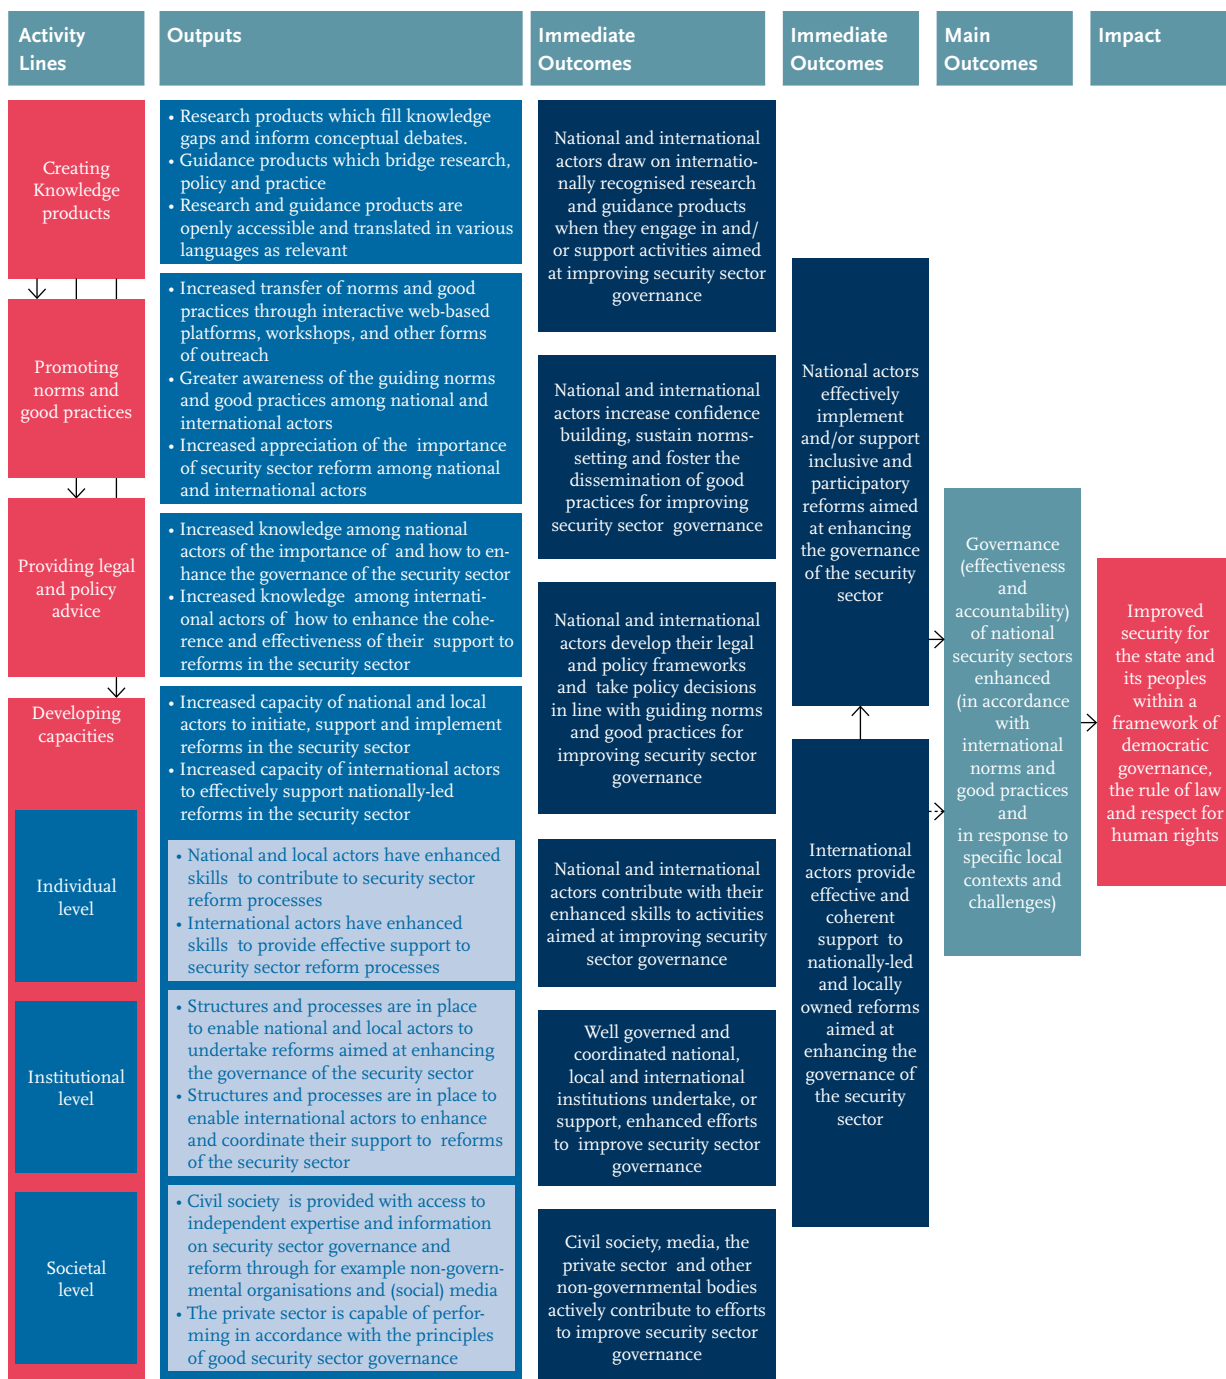 Activity
Lines
Outputs
Immediate
Outcomes
Immediate
Outcomes
Main
Outcomes
Impact
Creating
Knowledge
products
Promoting
norms and
good practices
Providing legal
and policy
advice
Developing
capacities
Individual
level
Institutional
level
Societal
level
• Research products which fill knowledge
gaps and inform conceptual debates.
• Guidance products which bridge research,
policy and practice
• Research and guidance products are
openly accessible and translated in various
languages as relevant
• Increased transfer of norms and good
practices through interactive web-based
platforms, workshops, and other forms
of outreach
• Greater awareness of the guiding norms
and good practices among national and
international actors
• Increased appreciation of the importance
of security sector reform among national
and international actors
• Increased knowledge among national
actors of the importance of and how to en-
hance the governance of the security sector
• Increased knowledge among internati-
onal actors of how to enhance the cohe-
rence and effectiveness of their support to
reforms in the security sector
• Increased capacity of national and local
actors to initiate, support and implement
reforms in the security sector
• Increased capacity of international actors
to effectively support nationally-led
reforms in the security sector
• National and local actors have enhanced
skills to contribute to security sector
reform processes
• International actors have enhanced
skills to provide effective support to
security sector reform processes
• Structures and processes are in place
to enable national and local actors to
undertake reforms aimed at enhancing
the governance of the security sector
• Structures and processes are in place to
enable international actors to enhance
and coordinate their support to reforms
of the security sector
• Civil society is provided with access to
independent expertise and information
on security sector governance and
reform through for example non-govern-
mental organisations and (social) media
• The private sector is capable of perfor-
ming in accordance with the principles
of good security sector governance
National and international
actors draw on internatio-
nally recognised research
and guidance products
when they engage in and/
or support activities aimed
at improving security sector
governance
National and international
actors increase confidence
building, sustain norms-
setting and foster the
dissemination of good
practices for improving
security sector governance
National and international
actors develop their legal
and policy frameworks
and take policy decisions
in line with guiding norms
and good practices for
improving security sector
governance
National and international
actors contribute with their
enhanced skills to activities
aimed at improving security
sector governance
Well governed and
coordinated national,
local and international
institutions undertake, or
support, enhanced efforts
to improve security sector
governance
Civil society, media, the
private sector and other
non-governmental bodies
actively contribute to efforts
to improve security sector
governance
National actors
effectively
implement
and/or support
inclusive and
participatory
reforms aimed
at enhancing
the governance
of the security
sector
International
actors provide
effective and
coherent
support to
nationally-led
and locally
owned reforms
aimed at
enhancing the
governance of
the security
sector
Governance
(effectiveness
and
accountability)
of national
security sectors
enhanced
(in accordance
with
international
norms and
good practices
and
in response to
specific local
contexts and
challenges)
Improved
security for
the state and
its peoples
within a
framework of
democratic
governance,
the rule of law
and respect for
human rights